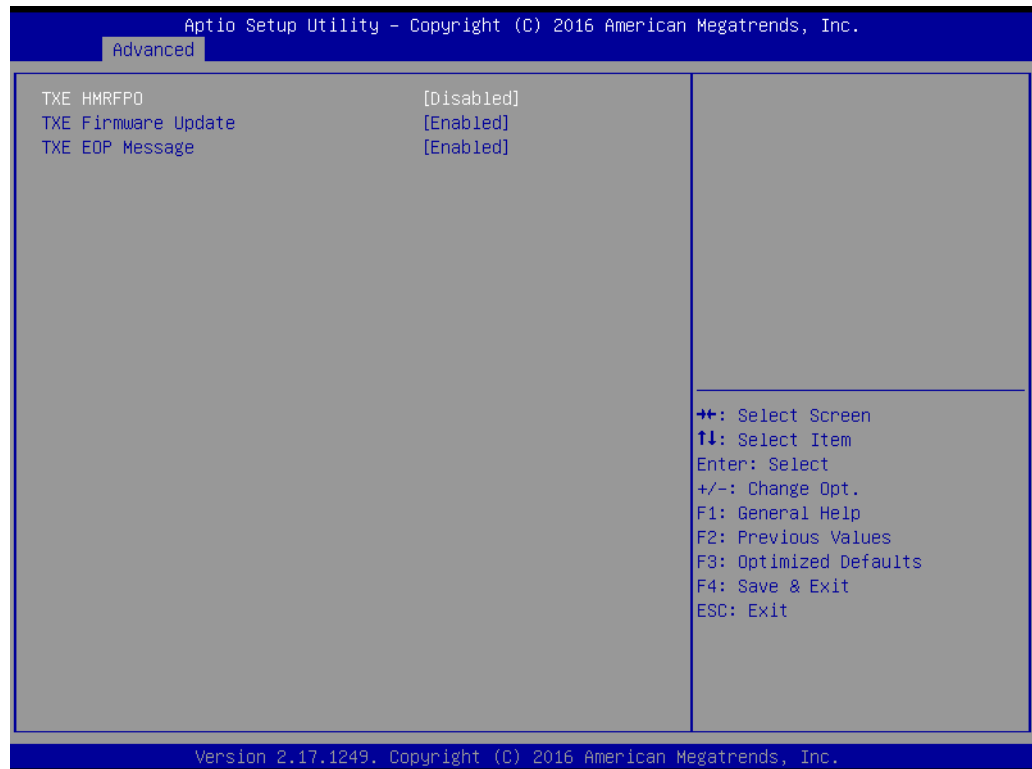 Aptio Setup Utility – Copyright (C) 2016 American Megatrends, Inc.
Advanced
TXE HMRFPO [Disabled]
TXE Firmware Update [Enabled]
TXE EOP Message [Enabled]
→←: Select Screen
↑↓: Select Item
Enter: Select
+/-: Change Opt.
F1: General Help
F2: Previous Values
F3: Optimized Defaults
F4: Save & Exit
ESC: Exit
Version 2.17.1249. Copyright (C) 2016 American Megatrends, Inc.